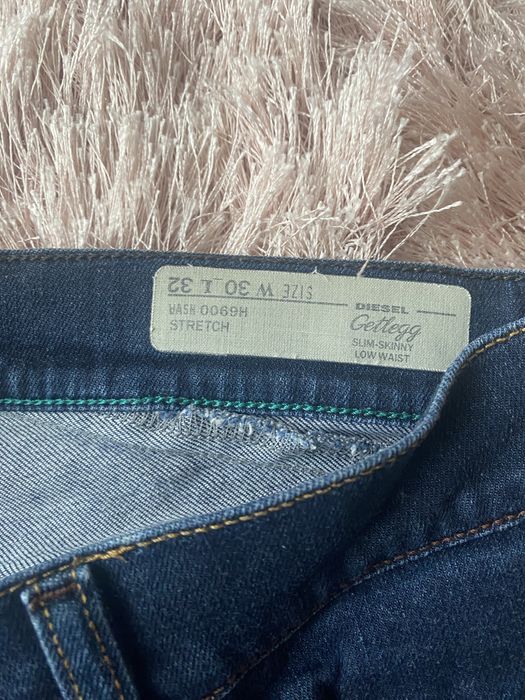 SIZE W 30 L 32
WASH 0069H
STRETCH
DIESEL
Gettegg
SLIM-SKINNY
LOW WAIST